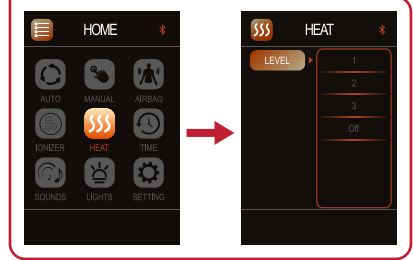 HOME
AUTO MANUAL AIRBAG
IONIZER HEAT TIME
SOUNDS LIGHTS SETTING
HEAT
LEVEL
1
2
3
Off